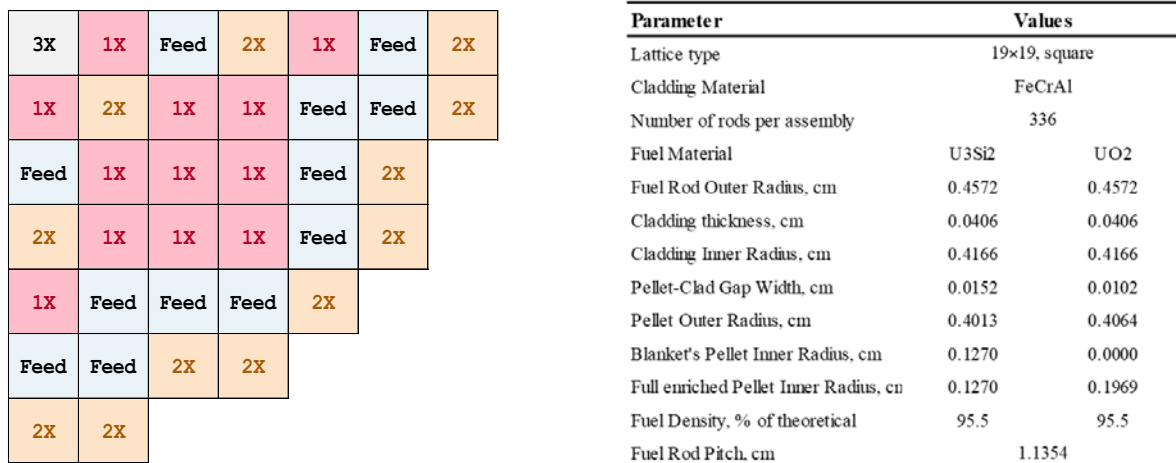 3X 1X Feed 2X 1X Feed 2X
1X 2X 1X 1X Feed Feed 2X
Feed 1X 1X 1X Feed 2X
2X 1X 1X 1X Feed 2X
1X Feed Feed Feed 2X
Feed Feed 2X 2X
2X 2X
Parameter Values
Lattice type 19×19, square
Cladding Material FeCrAl
Number of rods per assembly 336
Fuel Material U3Si2 UO2
Fuel Rod Outer Radius, cm 0.4572 0.4572
Cladding thickness, cm 0.0406 0.0406
Cladding Inner Radius, cm 0.4166 0.4166
Pellet-Clad Gap Width, cm 0.0152 0.0102
Pellet Outer Radius, cm 0.4013 0.4064
Blanket's Pellet Inner Radius, cm 0.1270 0.0000
Full enriched Pellet Inner Radius, cn 0.1270 0.1969
Fuel Density, % of theoretical 95.5 95.5
Fuel Rod Pitch, cm 1.1354